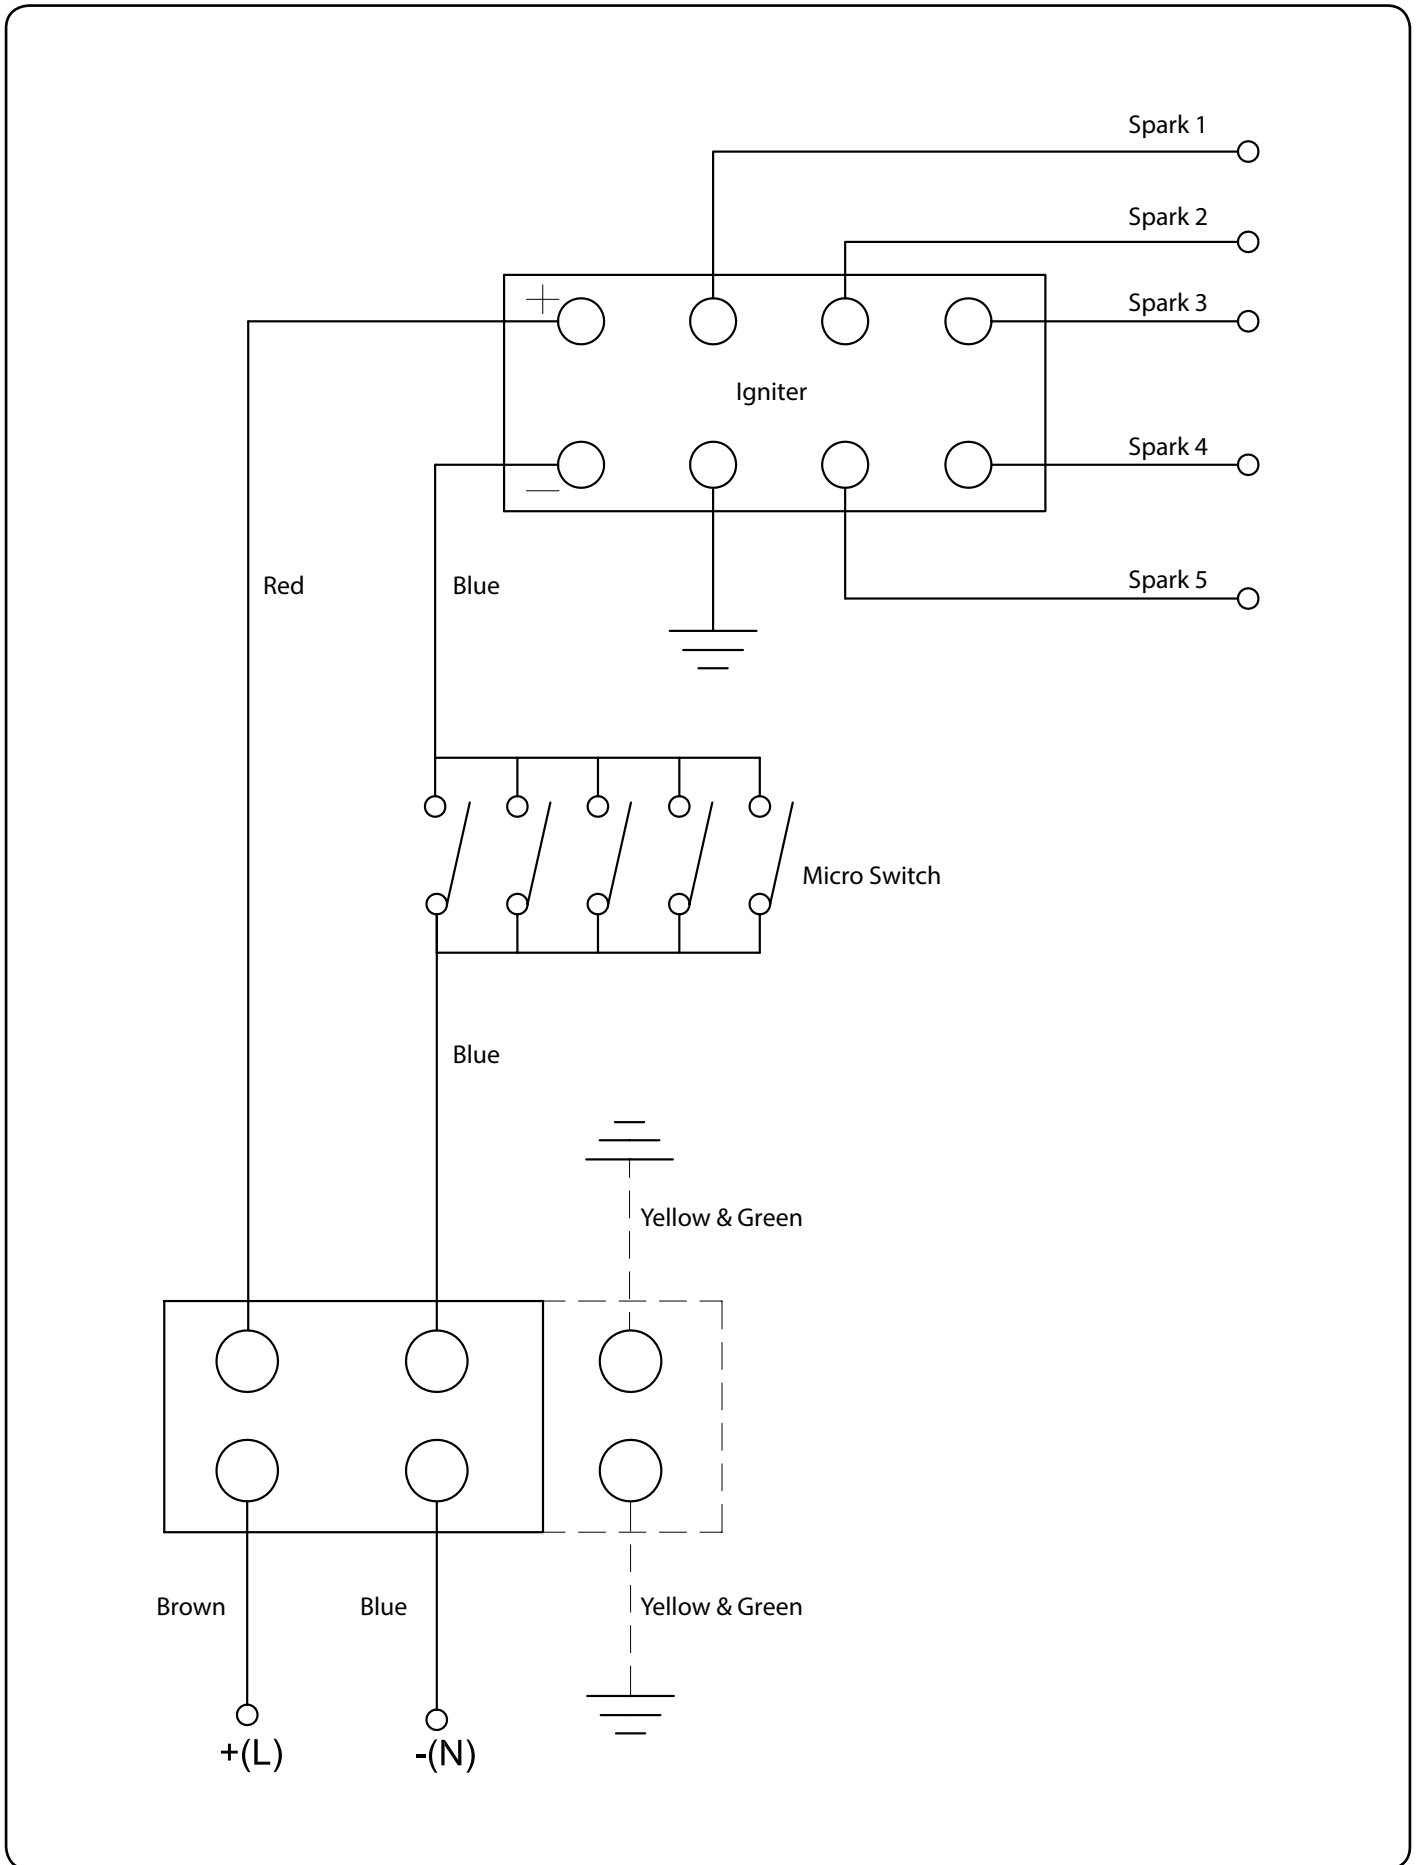 Spark 1
Spark 2
Spark 3
Igniter
Spark 4
Spark 5
Red
Blue
Micro Switch
Blue
Yellow & Green
Brown
Blue
Yellow & Green
+(L)
-(N)